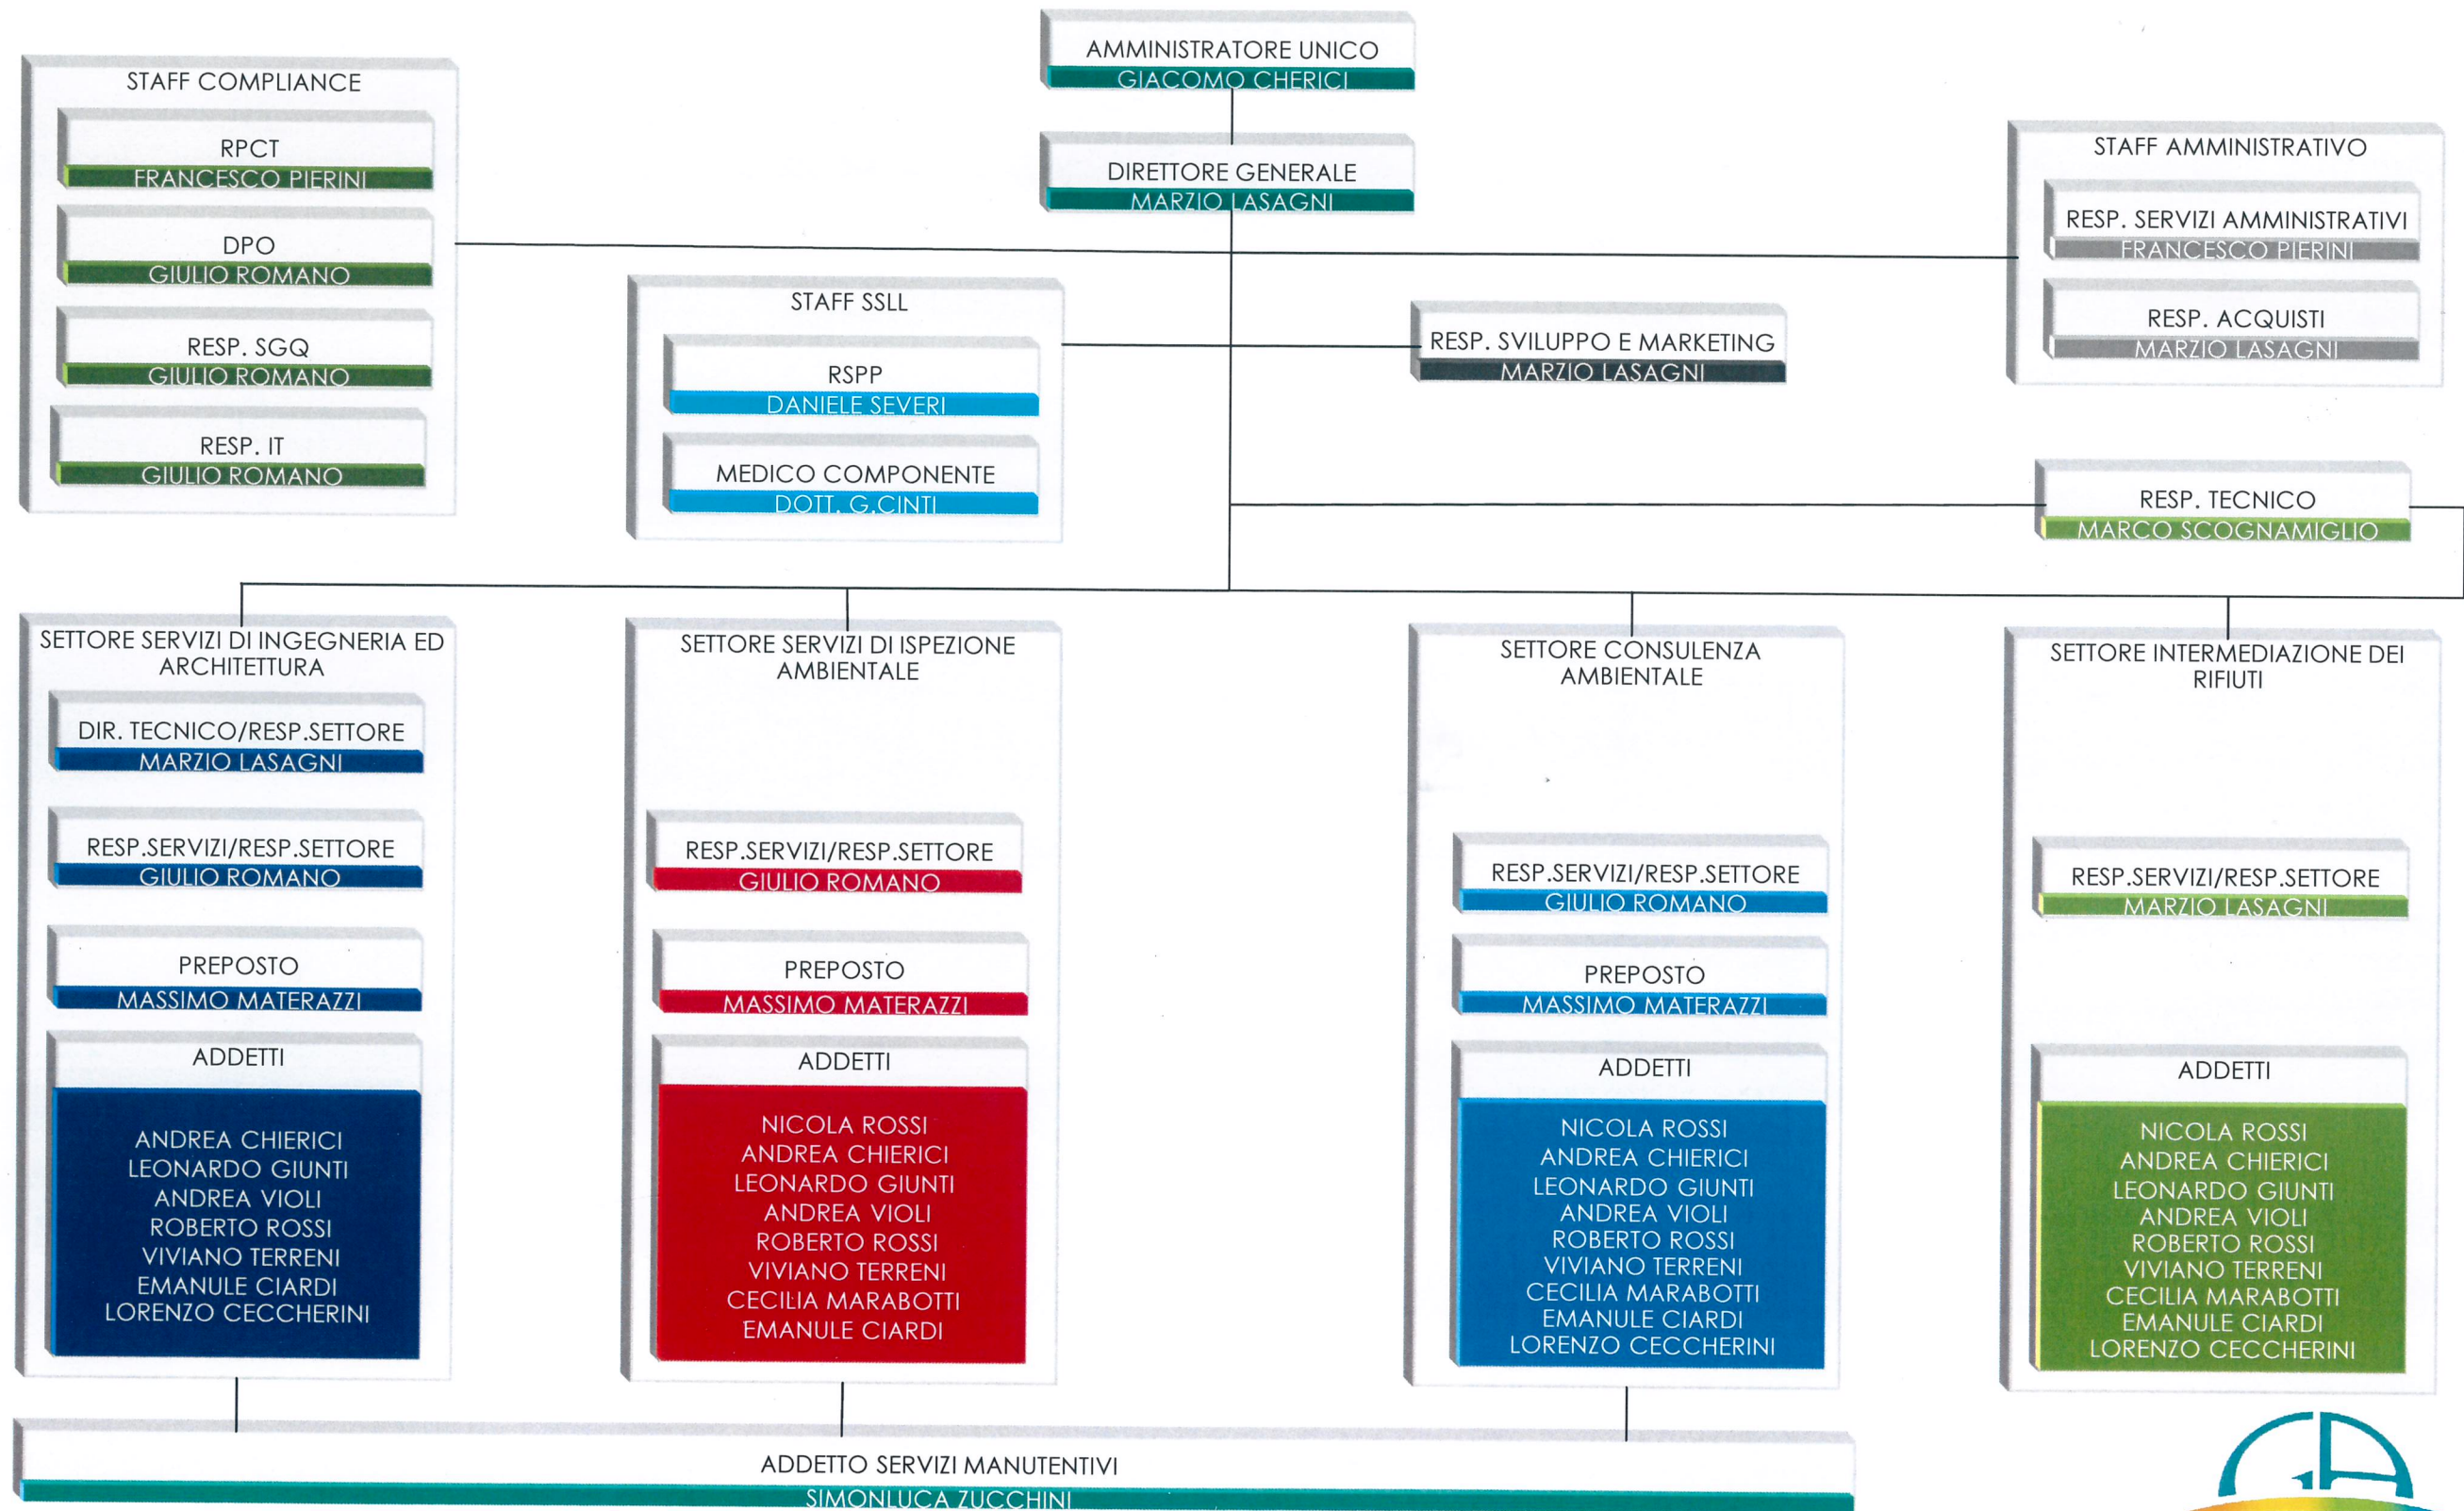 AMMINISTRATORE UNICO
GIACOMO CHERICI
DIRETTORE GENERALE
MARZIO LASAGNI
STAFF COMPLIANCE
RPCT
FRANCESCO PIERINI
DPO
GIULIO ROMANO
RESP. SGQ
GIULIO ROMANO
RESP. IT
GIULIO ROMANO
STAFF SSLL
RSPP
DANIELE SEVERI
MEDICO COMPONENTE
DOTT. G.CINTI
RESP. SVILUPPO E MARKETING
MARZIO LASAGNI
STAFF AMMINISTRATIVO
RESP. SERVIZI AMMINISTRATIVI
FRANCESCO PIERINI
RESP. ACQUISTI
MARZIO LASAGNI
RESP. TECNICO
MARCO SCOGNAMIGLIO
SETTORE SERVIZI DI INGEGNERIA ED
ARCHITETTURA
DIR. TECNICO/RESP.SETTORE
MARZIO LASAGNI
RESP.SERVIZI/RESP.SETTORE
GIULIO ROMANO
PREPOSTO
MASSIMO MATERAZZI
ADDETTI
ANDREA CHIERICI
LEONARDO GIUNTI
ANDREA VIOLI
ROBERTO ROSSI
VIVIANO TERRENI
EMANULE CIARDI
LORENZO CECCHERINI
SETTORE SERVIZI DI ISPEZIONE
AMBIENTALE
RESP.SERVIZI/RESP.SETTORE
GIULIO ROMANO
PREPOSTO
MASSIMO MATERAZZI
ADDETTI
NICOLA ROSSI
ANDREA CHIERICI
LEONARDO GIUNTI
ANDREA VIOLI
ROBERTO ROSSI
VIVIANO TERRENI
CECILIA MARABOTTI
EMANULE CIARDI
SETTORE CONSULENZA
AMBIENTALE
RESP.SERVIZI/RESP.SETTORE
GIULIO ROMANO
PREPOSTO
MASSIMO MATERAZZI
ADDETTI
NICOLA ROSSI
ANDREA CHIERICI
LEONARDO GIUNTI
ANDREA VIOLI
ROBERTO ROSSI
VIVIANO TERRENI
CECILIA MARABOTTI
EMANULE CIARDI
LORENZO CECCHERINI
SETTORE INTERMEDIAZIONE DEI
RIFIUTI
RESP.SERVIZI/RESP.SETTORE
MARZIO LASAGNI
ADDETTI
NICOLA ROSSI
ANDREA CHIERICI
LEONARDO GIUNTI
ANDREA VIOLI
ROBERTO ROSSI
VIVIANO TERRENI
CECILIA MARABOTTI
EMANULE CIARDI
LORENZO CECCHERINI
ADDETTO SERVIZI MANUTENTIVI
SIMONLUCA ZUCCHINI